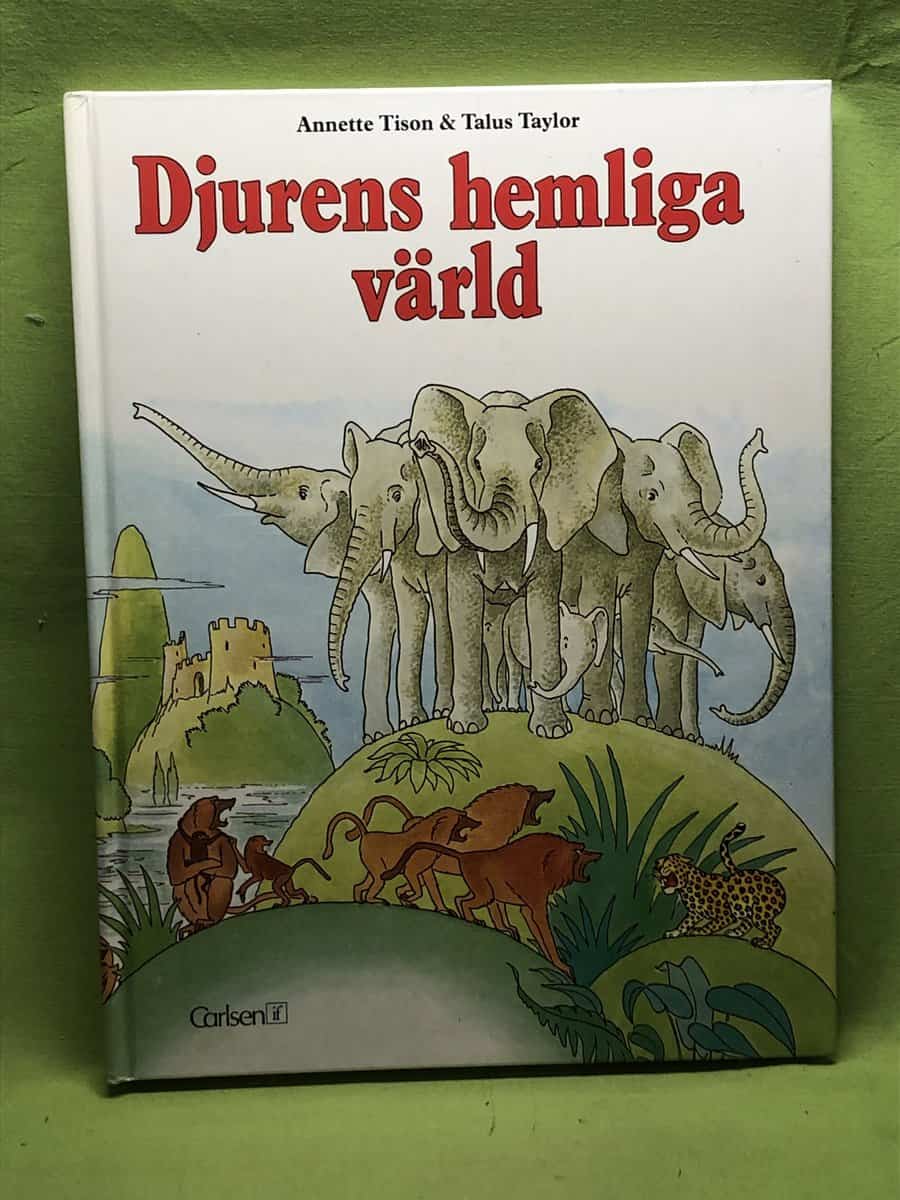 Annette Tison & Talus Taylor
Djurens hemliga
värld
Carlsen if